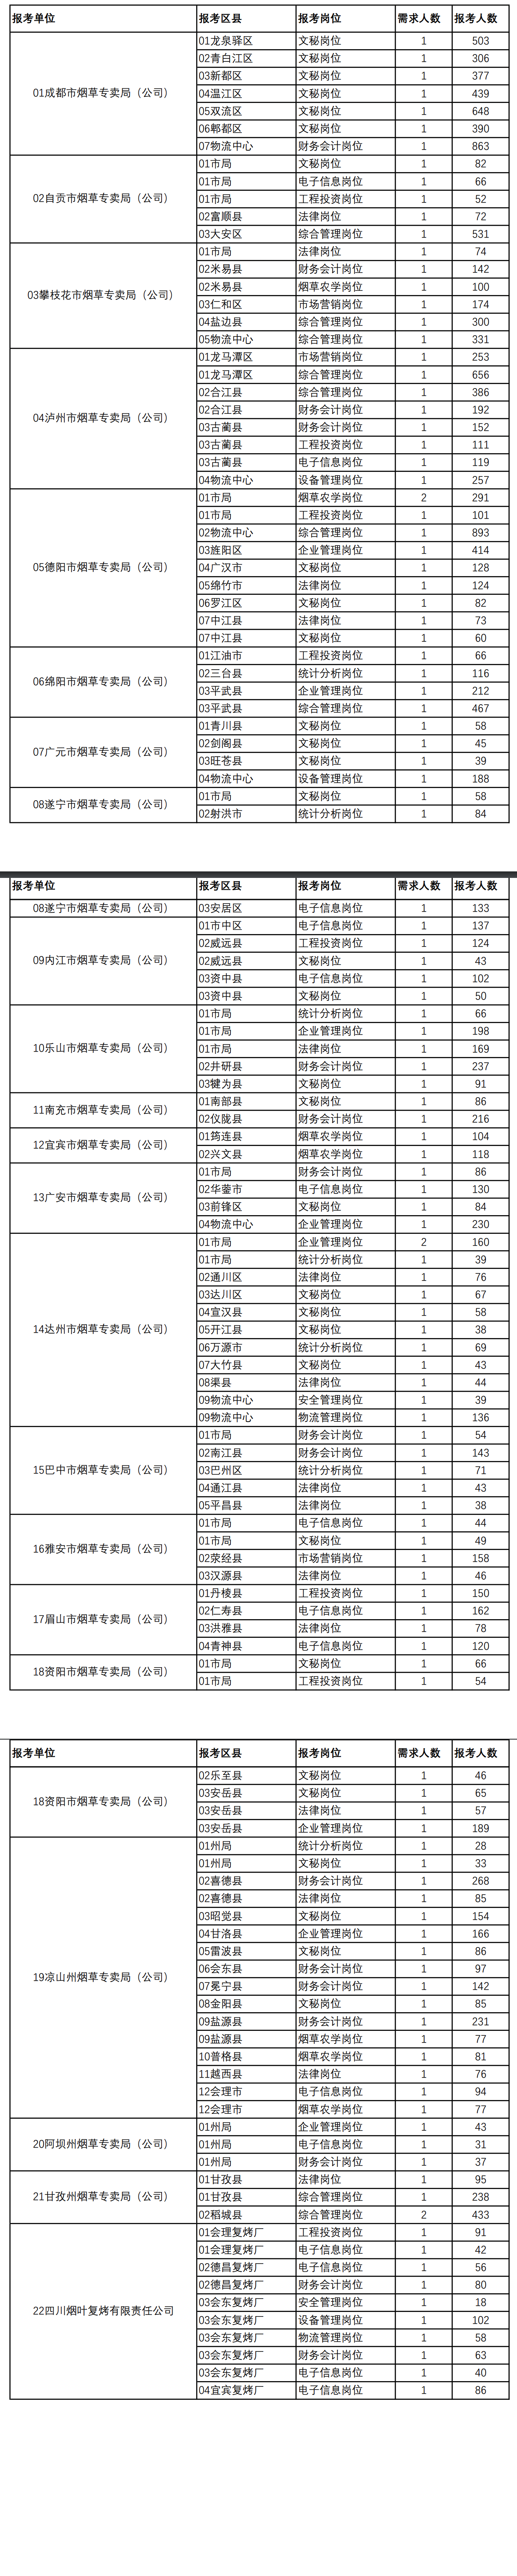 报考单位 报考区县 报考岗位 需求人数 报考人数
01成都市烟草专卖局（公司） 01龙泉驿区 文秘岗位 1 503
02青白江区 文秘岗位 1 306
03新都区 文秘岗位 1 377
04温江区 文秘岗位 1 439
05双流区 文秘岗位 1 648
06郫都区 文秘岗位 1 390
07物流中心 财务会计岗位 1 863
02自贡市烟草专卖局（公司） 01市局 文秘岗位 1 82
01市局 电子信息岗位 1 66
01市局 工程投资岗位 1 52
02富顺县 法律岗位 1 72
03大安区 综合管理岗位 1 531
03攀枝花市烟草专卖局（公司） 01市局 法律岗位 1 74
02米易县 财务会计岗位 1 142
02米易县 烟草农学岗位 1 100
03仁和区 市场营销岗位 1 174
04盐边县 综合管理岗位 1 300
05物流中心 综合管理岗位 1 331
04泸州市烟草专卖局（公司） 01龙马潭区 市场营销岗位 1 253
01龙马潭区 综合管理岗位 1 656
02合江县 综合管理岗位 1 386
02合江县 财务会计岗位 1 192
03古蔺县 财务会计岗位 1 152
03古蔺县 工程投资岗位 1 111
03古蔺县 电子信息岗位 1 119
04物流中心 设备管理岗位 1 257
05德阳市烟草专卖局（公司） 01市局 烟草农学岗位 2 291
01市局 工程投资岗位 1 101
02物流中心 综合管理岗位 1 893
03旌阳区 企业管理岗位 1 414
04广汉市 文秘岗位 1 128
05绵竹市 法律岗位 1 124
06罗江区 文秘岗位 1 82
07中江县 法律岗位 1 73
07中江县 文秘岗位 1 60
06绵阳市烟草专卖局（公司） 01江油市 工程投资岗位 1 66
02三台县 统计分析岗位 1 116
03平武县 企业管理岗位 1 212
03平武县 综合管理岗位 1 467
07广元市烟草专卖局（公司） 01青川县 文秘岗位 1 58
02剑阁县 文秘岗位 1 45
03旺苍县 文秘岗位 1 39
04物流中心 设备管理岗位 1 188
08遂宁市烟草专卖局（公司） 01市局 文秘岗位 1 58
02射洪市 统计分析岗位 1 84
报考单位 报考区县 报考岗位 需求人数 报考人数
08遂宁市烟草专卖局（公司） 03安居区 电子信息岗位 1 133
09内江市烟草专卖局（公司） 01市中区 电子信息岗位 1 137
02威远县 工程投资岗位 1 124
02威远县 文秘岗位 1 43
03资中县 电子信息岗位 1 102
03资中县 文秘岗位 1 50
10乐山市烟草专卖局（公司） 01市局 统计分析岗位 1 66
01市局 企业管理岗位 1 198
01市局 法律岗位 1 169
02井研县 财务会计岗位 1 237
03犍为县 文秘岗位 1 91
11南充市烟草专卖局（公司） 01南部县 文秘岗位 1 86
02仪陇县 财务会计岗位 1 216
12宜宾市烟草专卖局（公司） 01筠连县 烟草农学岗位 1 104
02兴文县 烟草农学岗位 1 118
13广安市烟草专卖局（公司） 01市局 财务会计岗位 1 86
02华蓥市 电子信息岗位 1 130
03前锋区 文秘岗位 1 84
04物流中心 企业管理岗位 1 230
14达州市烟草专卖局（公司） 01市局 企业管理岗位 2 160
01市局 统计分析岗位 1 39
02通川区 法律岗位 1 76
03达川区 文秘岗位 1 67
04宣汉县 文秘岗位 1 58
05开江县 文秘岗位 1 38
06万源市 统计分析岗位 1 69
07大竹县 文秘岗位 1 43
08渠县 法律岗位 1 44
09物流中心 安全管理岗位 1 39
09物流中心 物流管理岗位 1 136
15巴中市烟草专卖局（公司） 01市局 财务会计岗位 1 54
02南江县 财务会计岗位 1 143
03巴州区 统计分析岗位 1 71
04通江县 法律岗位 1 43
05平昌县 法律岗位 1 38
16雅安市烟草专卖局（公司） 01市局 电子信息岗位 1 44
01市局 文秘岗位 1 49
02荥经县 市场营销岗位 1 158
03汉源县 法律岗位 1 46
17眉山市烟草专卖局（公司） 01丹棱县 工程投资岗位 1 150
02仁寿县 电子信息岗位 1 162
03洪雅县 法律岗位 1 78
04青神县 电子信息岗位 1 120
18资阳市烟草专卖局（公司） 01市局 文秘岗位 1 66
01市局 工程投资岗位 1 54
报考单位 报考区县 报考岗位 需求人数 报考人数
18资阳市烟草专卖局（公司） 02乐至县 文秘岗位 1 46
03安岳县 文秘岗位 1 65
03安岳县 法律岗位 1 57
03安岳县 企业管理岗位 1 189
19凉山州烟草专卖局（公司） 01州局 统计分析岗位 1 28
01州局 文秘岗位 1 33
02喜德县 财务会计岗位 1 268
02喜德县 法律岗位 1 85
03昭觉县 文秘岗位 1 154
04甘洛县 企业管理岗位 1 166
05雷波县 文秘岗位 1 86
06会东县 财务会计岗位 1 97
07冕宁县 财务会计岗位 1 142
08金阳县 文秘岗位 1 85
09盐源县 财务会计岗位 1 231
09盐源县 烟草农学岗位 1 77
10普格县 烟草农学岗位 1 81
11越西县 法律岗位 1 76
12会理市 电子信息岗位 1 94
12会理市 烟草农学岗位 1 77
20阿坝州烟草专卖局（公司） 01州局 企业管理岗位 1 43
01州局 电子信息岗位 1 31
01州局 财务会计岗位 1 37
21甘孜州烟草专卖局（公司） 01甘孜县 法律岗位 1 95
01甘孜县 综合管理岗位 1 238
02稻城县 综合管理岗位 2 433
22四川烟叶复烤有限责任公司 01会理复烤厂 工程投资岗位 1 91
01会理复烤厂 电子信息岗位 1 42
02德昌复烤厂 电子信息岗位 1 56
02德昌复烤厂 财务会计岗位 1 80
03会东复烤厂 安全管理岗位 1 18
03会东复烤厂 设备管理岗位 1 102
03会东复烤厂 物流管理岗位 1 58
03会东复烤厂 财务会计岗位 1 63
03会东复烤厂 电子信息岗位 1 40
04宜宾复烤厂 电子信息岗位 1 86